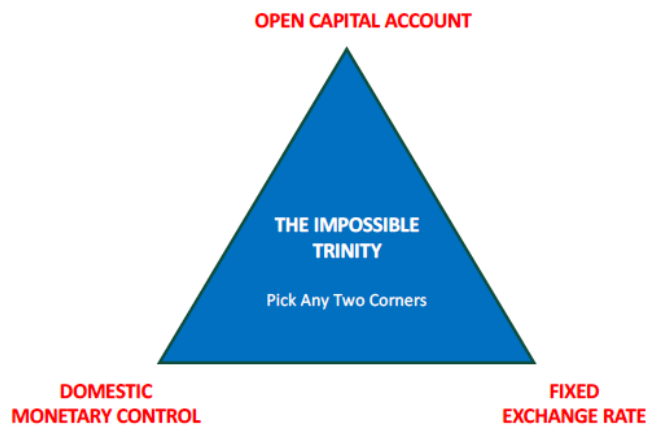 OPEN CAPITAL ACCOUNT
THE IMPOSSIBLE
TRINITY
Pick Any Two Corners
DOMESTIC
MONETARY CONTROL
FIXED
EXCHANGE RATE